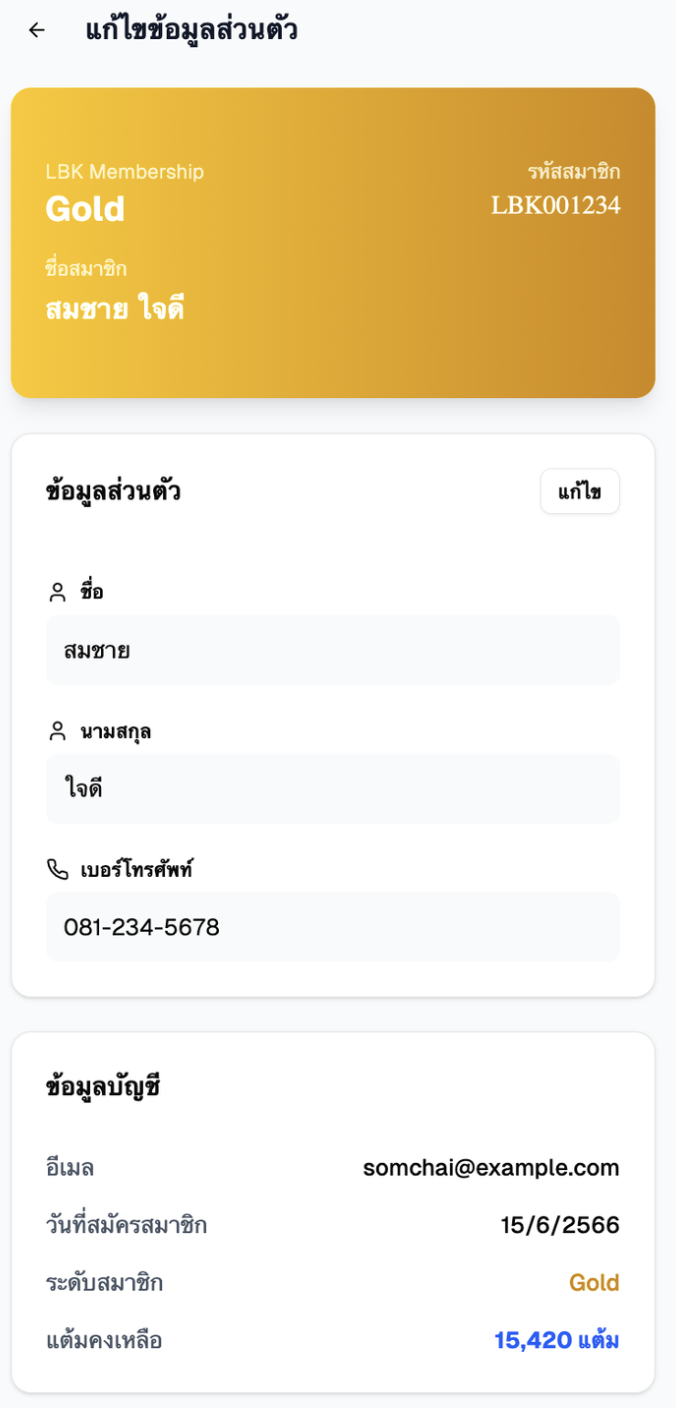 แก้ไขข้อมูลส่วนตัว
LBK Membership
Gold
รหัสสมาชิก
LBK001234
ชื่อสมาชิก
สมชาย ใจดี
ข้อมูลส่วนตัว
แก้ไข
ชื่อ
สมชาย
นามสกุล
ใจดี
เบอร์โทรศัพท์
081-234-5678
ข้อมูลบัญชี
อีเมล somchai@example.com
วันที่สมัครสมาชิก 15/6/2566
ระดับสมาชิก Gold
แต้มคงเหลือ 15,420 แต้ม